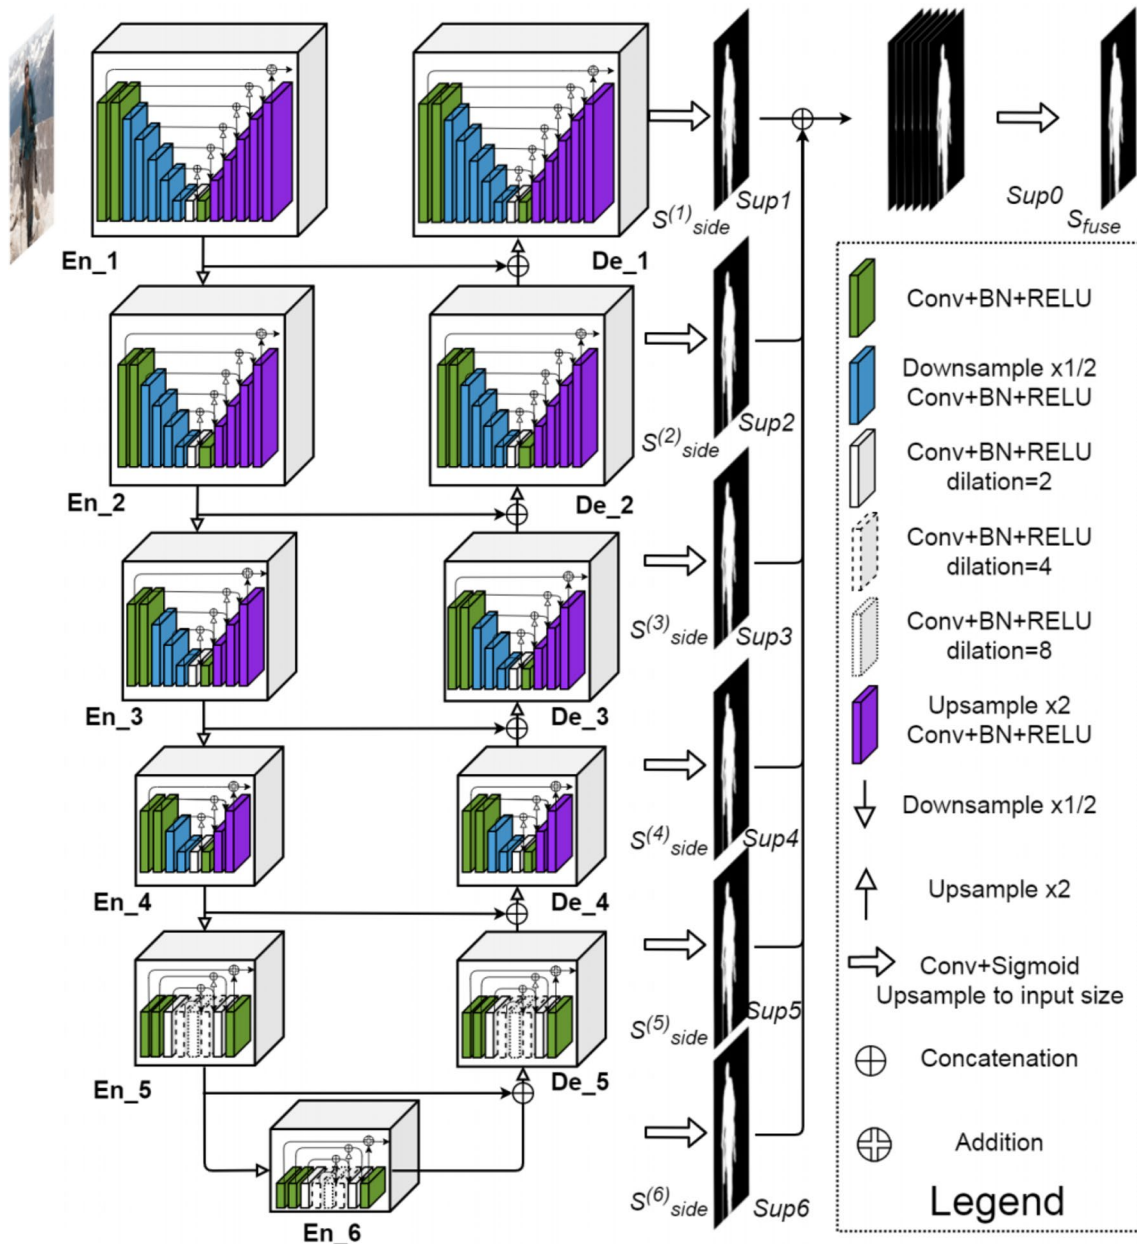 S(1)side
Sup1
Sup0
Sfuse
En_1
De_1
S(2)side
Sup2
En_2
De_2
S(3)side
Sup3
En_3
De_3
S(4)side
Sup4
En_4
De_4
S(5)side
Sup5
En_5
De_5
S(6)side
Sup6
En_6
Conv+BN+RELU
Downsample x1/2
Conv+BN+RELU
Conv+BN+RELU
dilation=2
Conv+BN+RELU
dilation=4
Conv+BN+RELU
dilation=8
Upsample x2
Conv+BN+RELU
Downsample x1/2
Upsample x2
Conv+Sigmoid
Upsample to input size
Concatenation
Addition
Legend